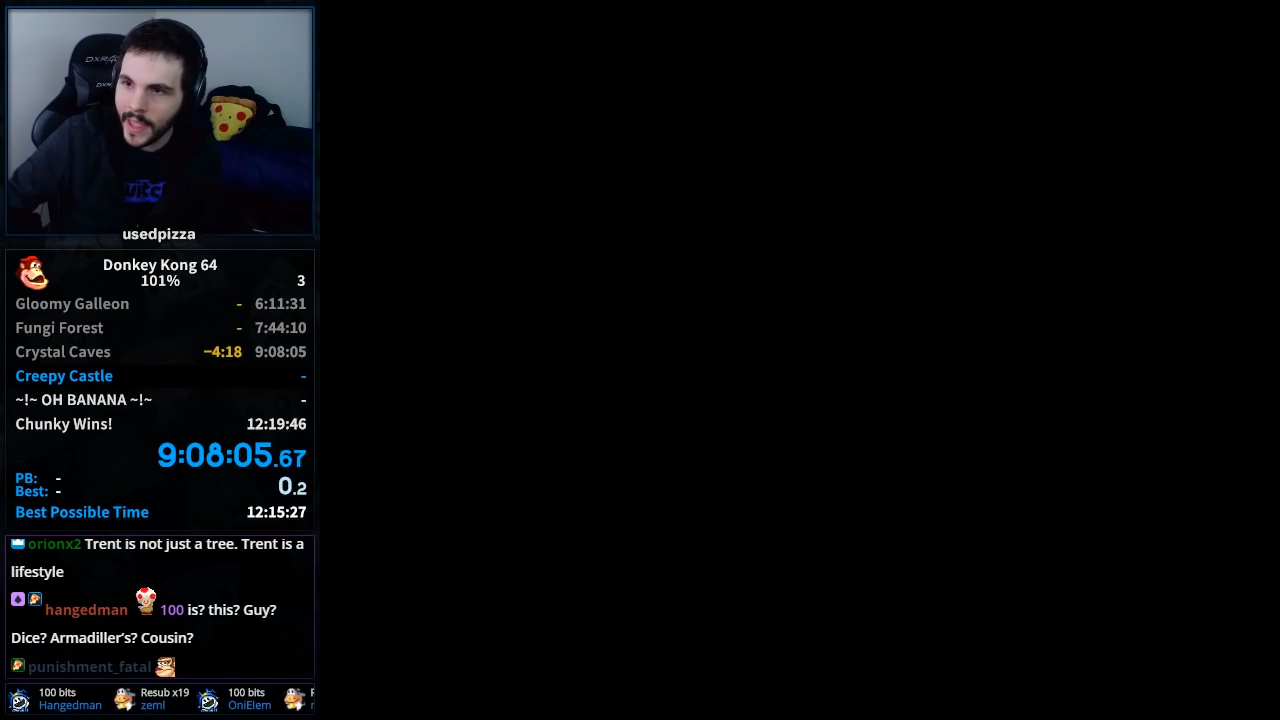 usedpizza
Donkey Kong 64
101% 3
Gloomy Galleon - 6:11:31
Fungi Forest - 7:44:10
Crystal Caves −4:18 9:08:05
Creepy Castle -
~!~ OH BANANA ~!~ -
Chunky Wins! 12:19:46
9:08:05.67
PB: -
Best: - 0.2
Best Possible Time 12:15:27
orionx2 Trent is not just a tree. Trent is a
lifestyle
hangedman 100 is? this? Guy?
Dice? Armadiller's? Cousin?
punishment_fatal
100 bits Resub x19 100 bits
Hangedman zeml OniElem